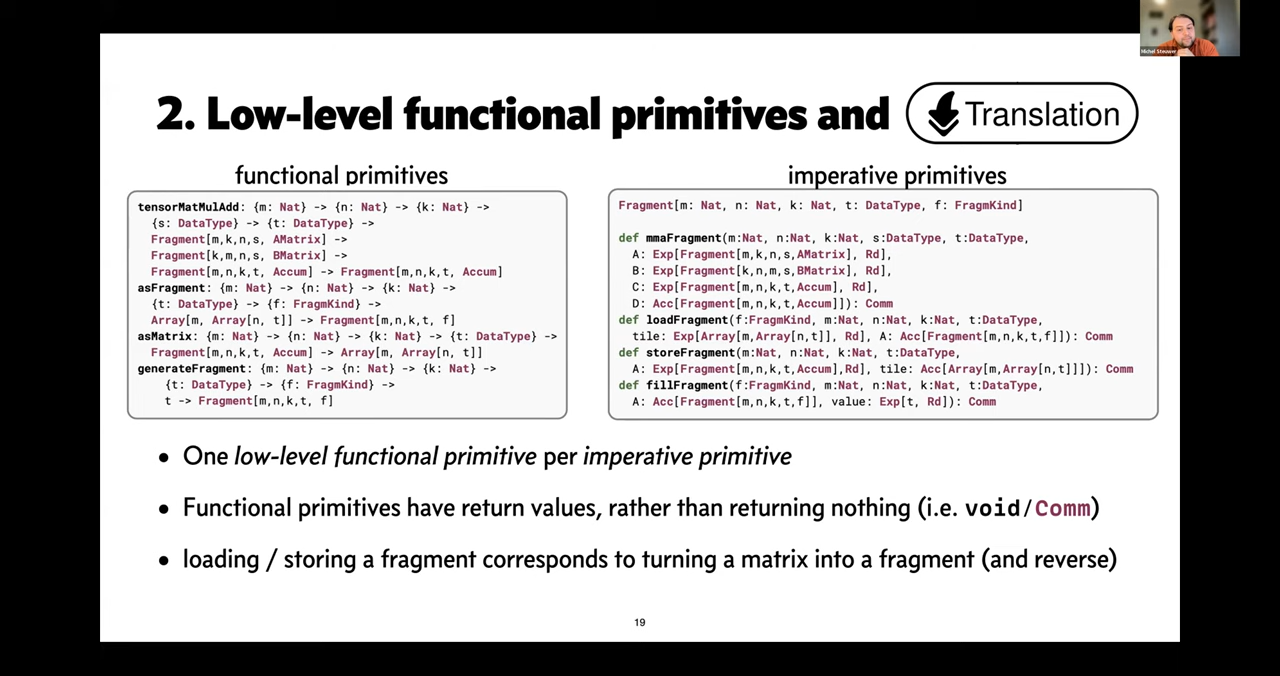 Michel Steuwer
2. Low-level functional primitives and Translation
functional primitives
tensorMatMulAdd: {m: Nat} -> {n: Nat} -> {k: Nat} ->
{s: DataType} -> {t: DataType} ->
Fragment[m,k,n,s, AMatrix] ->
Fragment[k,m,n,s, BMatrix] ->
Fragment[m,n,k,t, Accum] -> Fragment[m,n,k,t, Accum]
asFragment: {m: Nat} -> {n: Nat} -> {k: Nat} ->
{t: DataType} -> {f: FragmKind} ->
Array[m, Array[n, t]] -> Fragment[m,n,k,t, f]
asMatrix: {m: Nat} -> {n: Nat} -> {k: Nat} -> {t: DataType} ->
Fragment[m,n,k,t, Accum] -> Array[m, Array[n, t]]
generateFragment: {m: Nat} -> {n: Nat} -> {k: Nat} ->
{t: DataType} -> {f: FragmKind} ->
t -> Fragment[m,n,k,t, f]
imperative primitives
Fragment[m: Nat, n: Nat, k: Nat, t: DataType, f: FragmKind]
def mmaFragment(m:Nat, n:Nat, k:Nat, s:DataType, t:DataType,
A: Exp[Fragment[m,k,n,s,AMatrix], Rd],
B: Exp[Fragment[k,n,m,s,BMatrix], Rd],
C: Exp[Fragment[m,n,k,t,Accum], Rd],
D: Acc[Fragment[m,n,k,t,Accum]]): Comm
def loadFragment(f:FragmKind, m:Nat, n:Nat, k:Nat, t:DataType,
tile: Exp[Array[m,Array[n,t]], Rd], A: Acc[Fragment[m,n,k,t,f]]): Comm
def storeFragment(m:Nat, n:Nat, k:Nat, t:DataType,
A: Exp[Fragment[m,n,k,t,Accum],Rd], tile: Acc[Array[m,Array[n,t]]]): Comm
def fillFragment(f:FragmKind, m:Nat, n:Nat, k:Nat, t:DataType,
A: Acc[Fragment[m,n,k,t,f]], value: Exp[t, Rd]): Comm
• One low-level functional primitive per imperative primitive
• Functional primitives have return values, rather than returning nothing (i.e. void/Comm)
• loading / storing a fragment corresponds to turning a matrix into a fragment (and reverse)
19